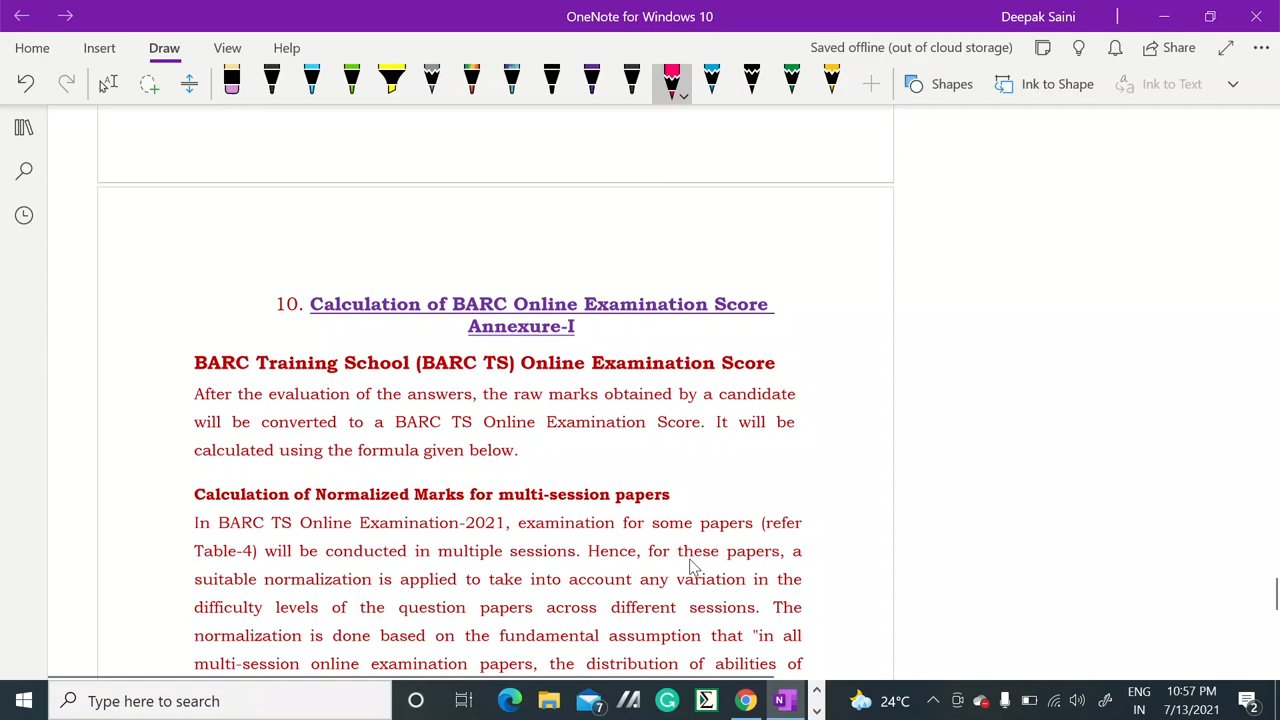 OneNote for Windows 10
Deepak Saini
Home Insert Draw View Help
Saved offline (out of cloud storage)
Share
Shapes
Ink to Shape
Ink to Text
10. Calculation of BARC Online Examination Score
Annexure-I
BARC Training School (BARC TS) Online Examination Score
After the evaluation of the answers, the raw marks obtained by a candidate
will be converted to a BARC TS Online Examination Score. It will be
calculated using the formula given below.
Calculation of Normalized Marks for multi-session papers
In BARC TS Online Examination-2021, examination for some papers (refer
Table-4) will be conducted in multiple sessions. Hence, for these papers, a
suitable normalization is applied to take into account any variation in the
difficulty levels of the question papers across different sessions. The
normalization is done based on the fundamental assumption that "in all
multi-session online examination papers, the distribution of abilities of
Type here to search
7
24°C
ENG
IN
10:57 PM
7/13/2021
2